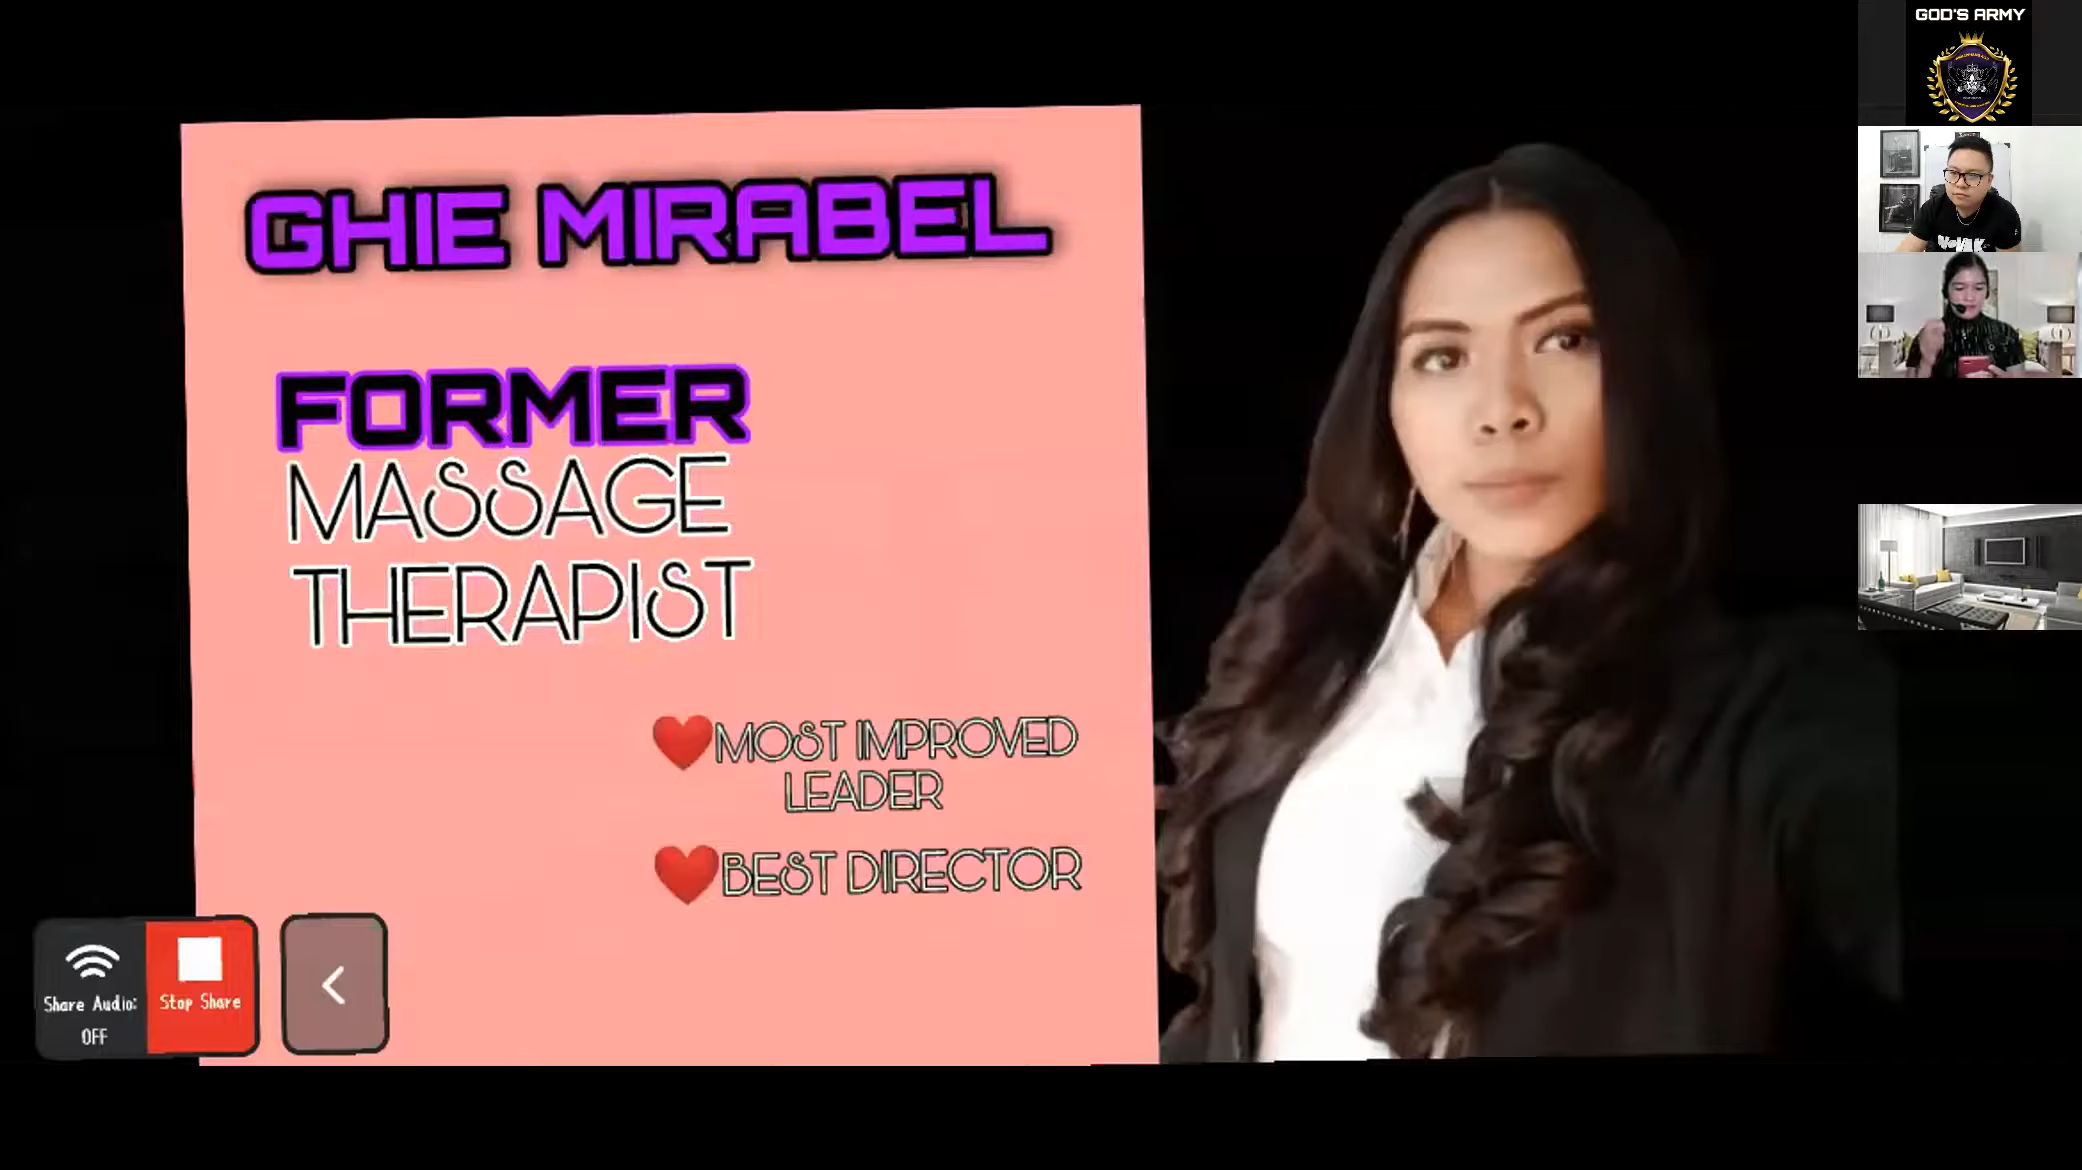 GOD'S ARMY
GHIE MIRABEL
FORMER
MASSAGE
THERAPIST
❤️MOST IMPROVED
LEADER
❤️BEST DIRECTOR
Share Audio:
OFF
Stop Share